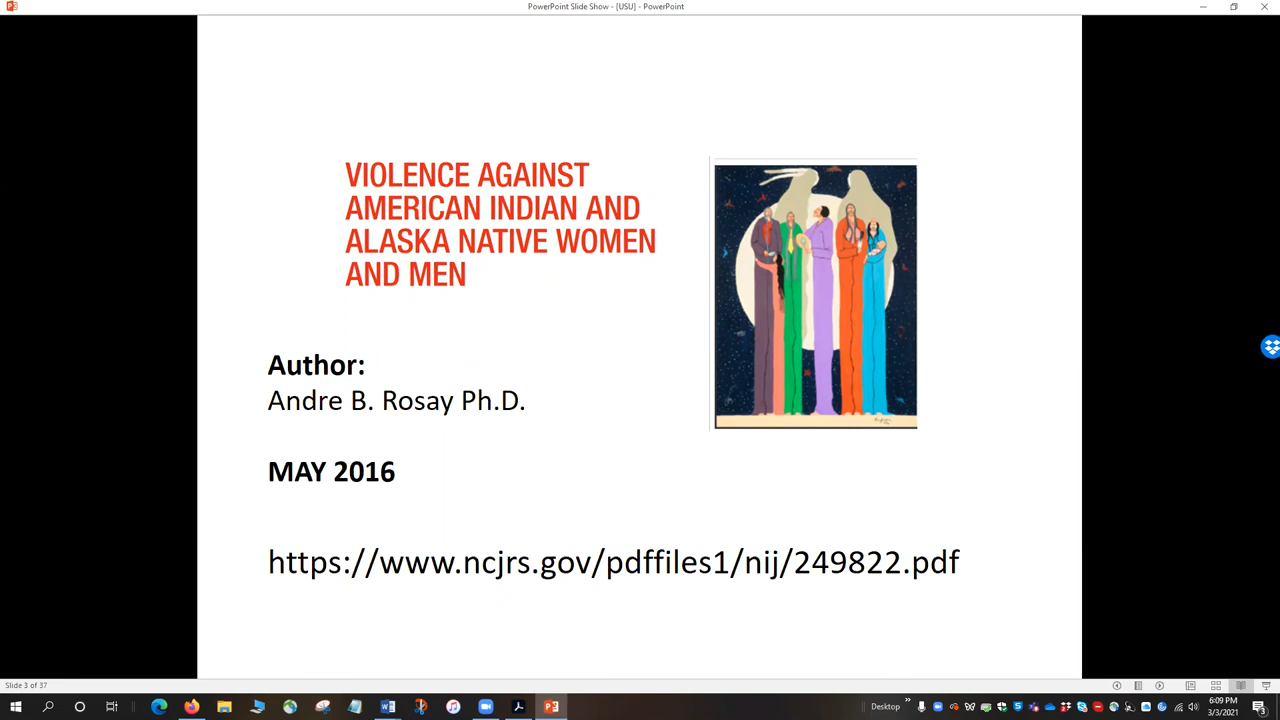 PowerPoint Slide Show - [USU] - PowerPoint
VIOLENCE AGAINST
AMERICAN INDIAN AND
ALASKA NATIVE WOMEN
AND MEN
Author:
Andre B. Rosay Ph.D.
MAY 2016
https://www.ncjrs.gov/pdffiles1/nij/249822.pdf
Slide 3 of 37
Desktop
6:09 PM
3/3/2021